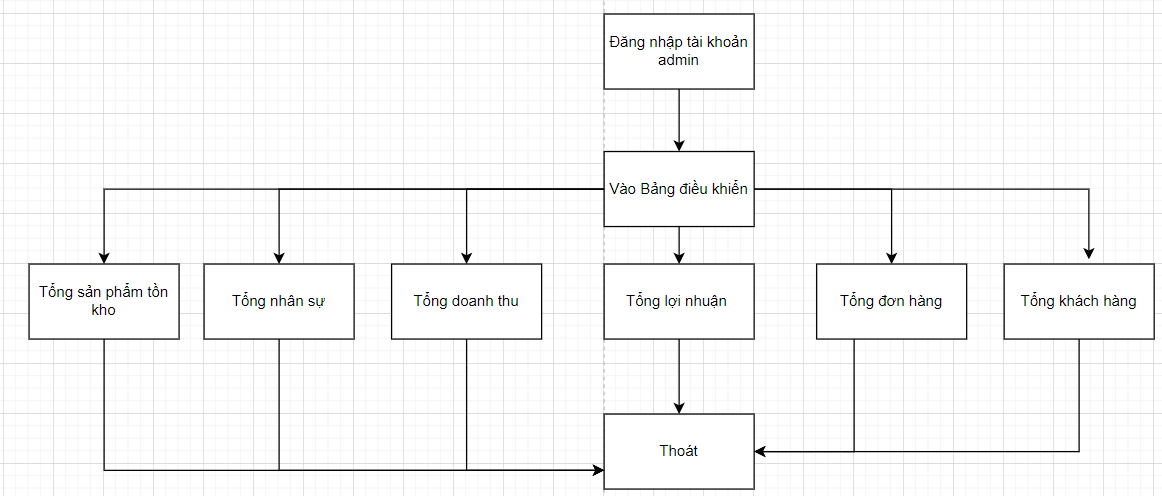 Đăng nhập tài khoản
admin
Vào Bảng điều khiển
Tổng sản phẩm tồn
kho
Tổng nhân sự
Tổng doanh thu
Tổng lợi nhuận
Tổng đơn hàng
Tổng khách hàng
Thoát